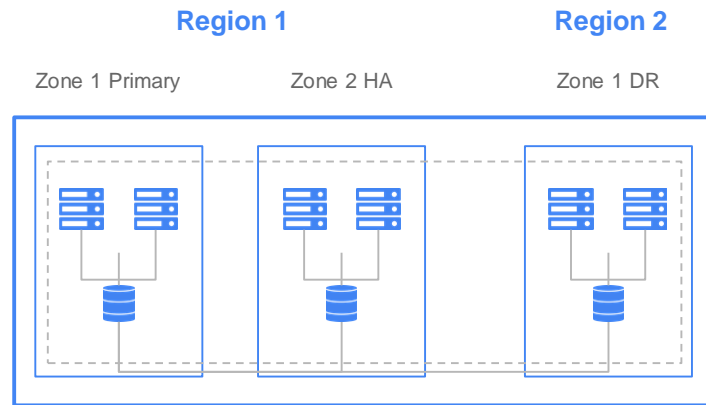 Region 1
Region 2
Zone 1 Primary
Zone 2 HA
Zone 1 DR